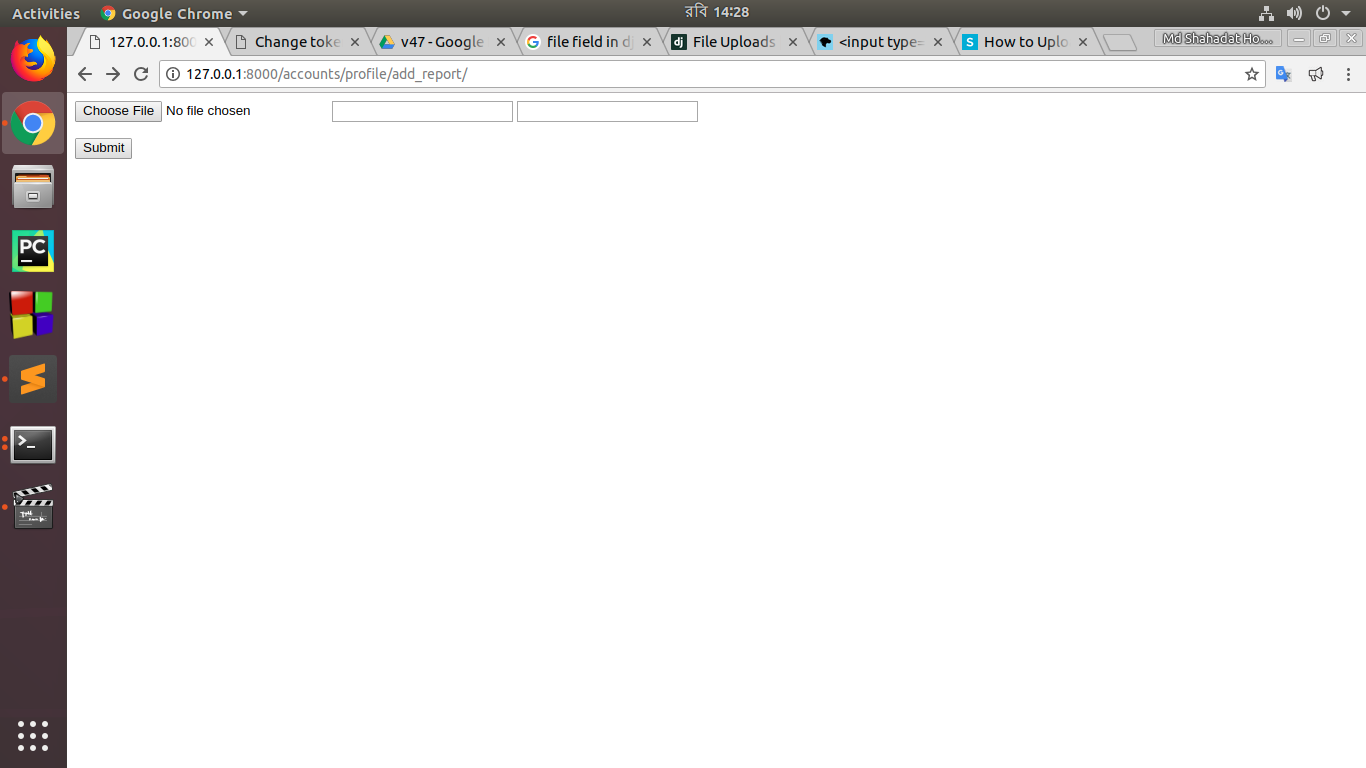 Activities Google Chrome রবি 14:28
127.0.0.1:800 Change toke v47 - Google file field in dj File Uploads <input type= How to Uplo Md Shahadat Ho...
127.0.0.1:8000/accounts/profile/add_report/
Choose File No file chosen
Submit
PC
dj
S